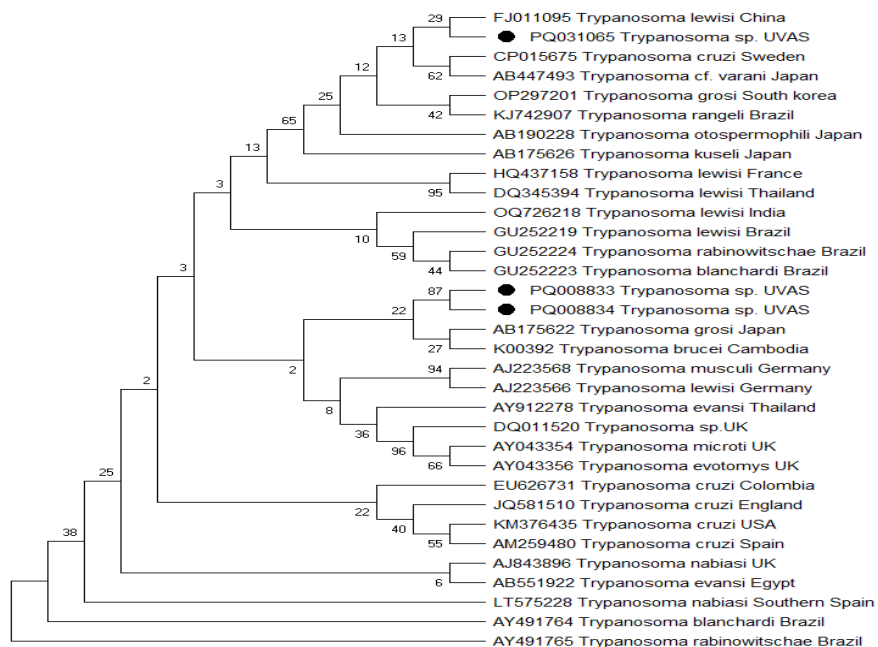 29 FJ011095 Trypanosoma lewisi China
13 PQ031065 Trypanosoma sp. UVAS
CP015675 Trypanosoma cruzi Sweden
12 62 AB447493 Trypanosoma cf. varani Japan
25 OP297201 Trypanosoma grosi South korea
42 KJ742907 Trypanosoma rangeli Brazil
65 AB190228 Trypanosoma otospermophili Japan
13 AB175626 Trypanosoma kuseli Japan
3 HQ437158 Trypanosoma lewisi France
95 DQ345394 Trypanosoma lewisi Thailand
OQ726218 Trypanosoma lewisi India
10 GU252219 Trypanosoma lewisi Brazil
59 GU252224 Trypanosoma rabinowitschae Brazil
3 44 GU252223 Trypanosoma blanchardi Brazil
87 PQ008833 Trypanosoma sp. UVAS
22 PQ008834 Trypanosoma sp. UVAS
AB175622 Trypanosoma grosi Japan
27 K00392 Trypanosoma brucei Cambodia
2 94 AJ223568 Trypanosoma musculi Germany
2 AJ223566 Trypanosoma lewisi Germany
8 AY912278 Trypanosoma evansi Thailand
36 DQ011520 Trypanosoma sp.UK
96 AY043354 Trypanosoma microti UK
66 AY043356 Trypanosoma evotomys UK
25 EU626731 Trypanosoma cruzi Colombia
22 JQ581510 Trypanosoma cruzi England
40 KM376435 Trypanosoma cruzi USA
38 55 AM259480 Trypanosoma cruzi Spain
AJ843896 Trypanosoma nabiasi UK
6 AB551922 Trypanosoma evansi Egypt
LT575228 Trypanosoma nabiasi Southern Spain
AY491764 Trypanosoma blanchardi Brazil
AY491765 Trypanosoma rabinowitschae Brazil